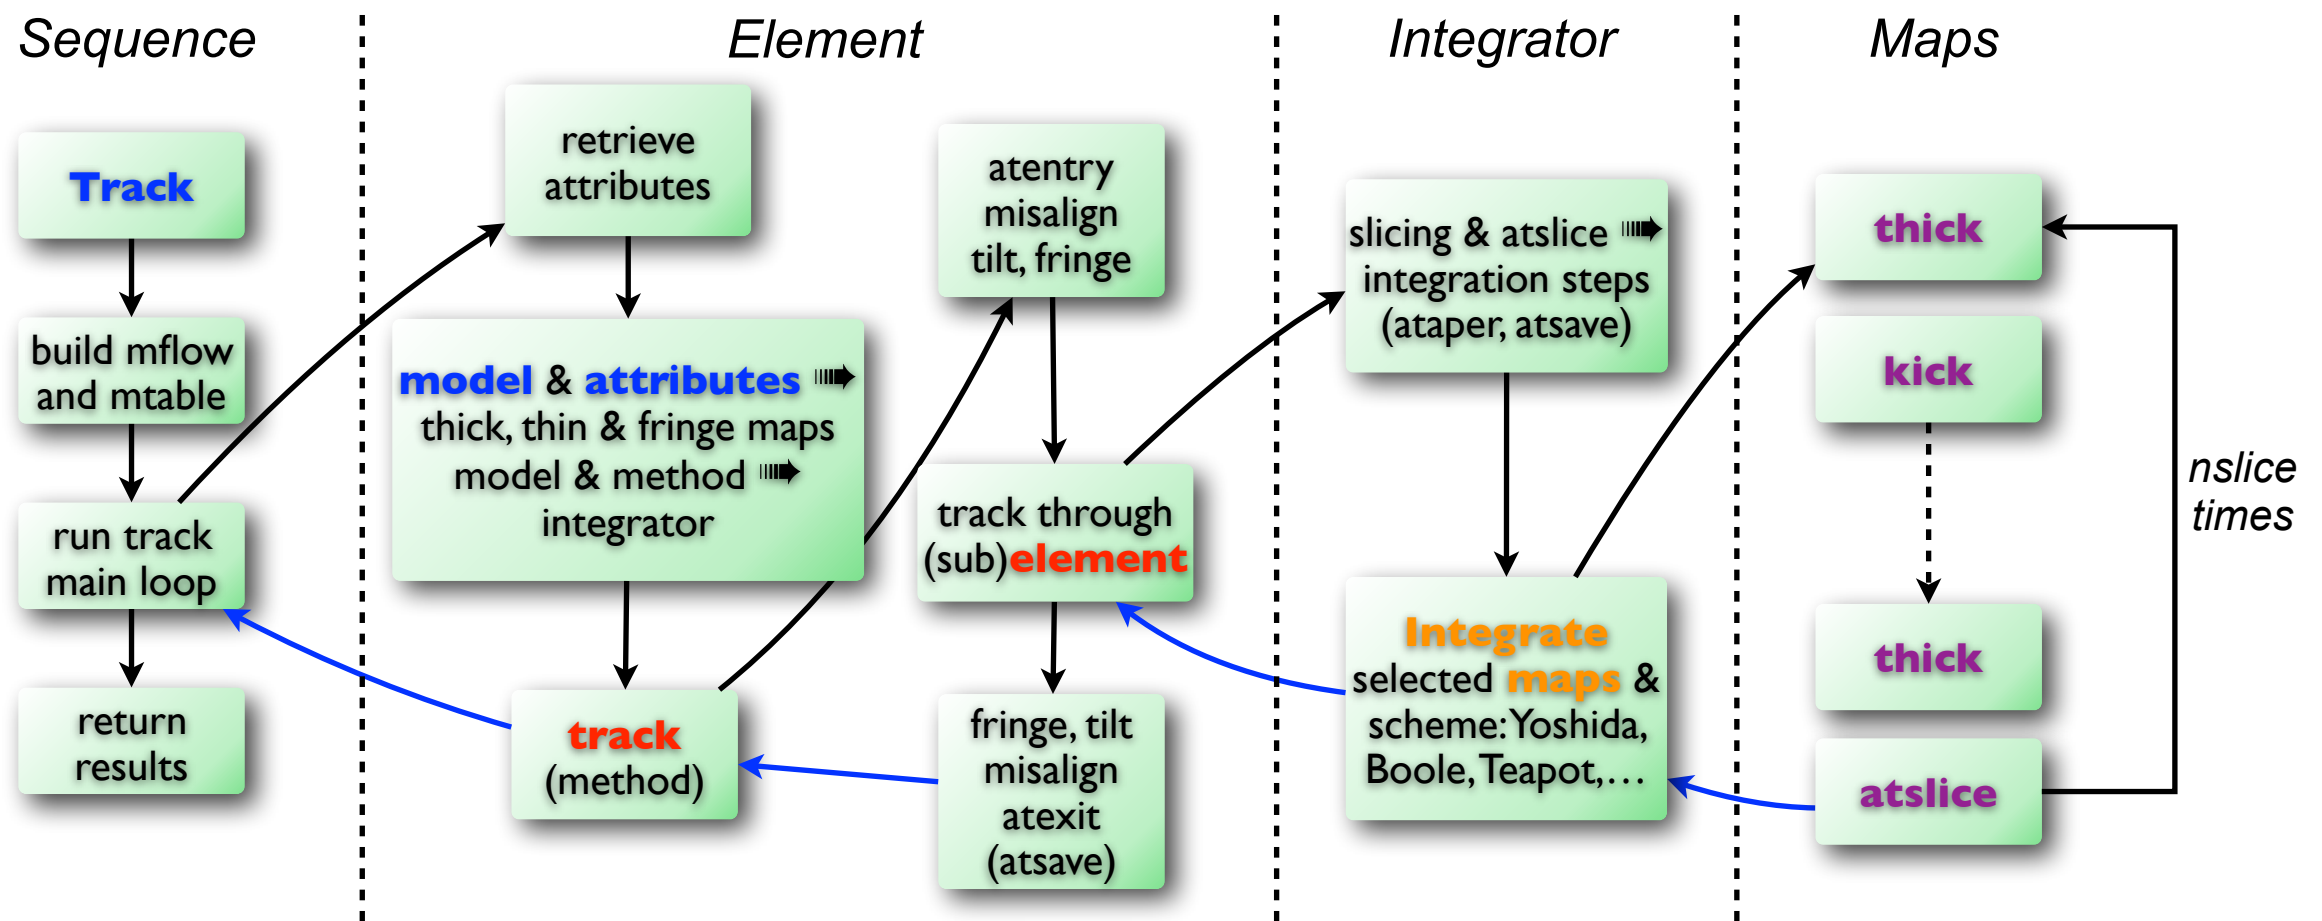 Sequence
Element
Integrator
Maps
Track
build mflow
and mtable
run track
main loop
return
results
retrieve
attributes
model & attributes
thick, thin & fringe maps
model & method
integrator
track
(method)
atentry
misalign
tilt, fringe
track through
(sub)element
fringe, tilt
misalign
atexit
(atsave)
slicing & atslice
integration steps
(ataper, atsave)
Integrate
selected maps &
scheme: Yoshida,
Boole, Teapot,...
thick
kick
thick
atslice
nslice
times